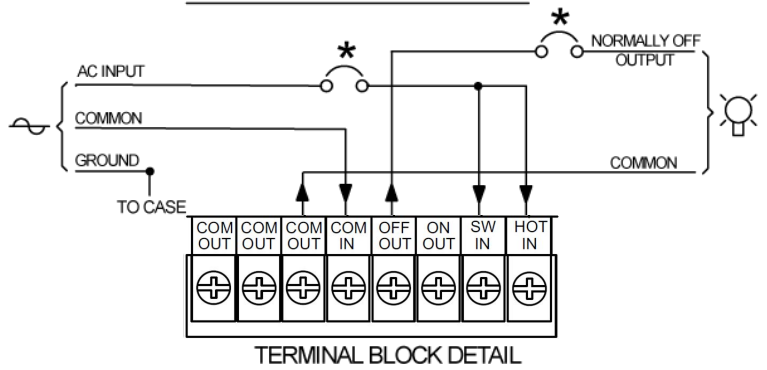 *
NORMALLY OFF
OUTPUT
*
AC INPUT
COMMON
GROUND
COMMON
TO CASE
COM OUT
COM OUT
COM OUT
COM IN
OFF OUT
ON OUT
SW IN
HOT IN
TERMINAL BLOCK DETAIL